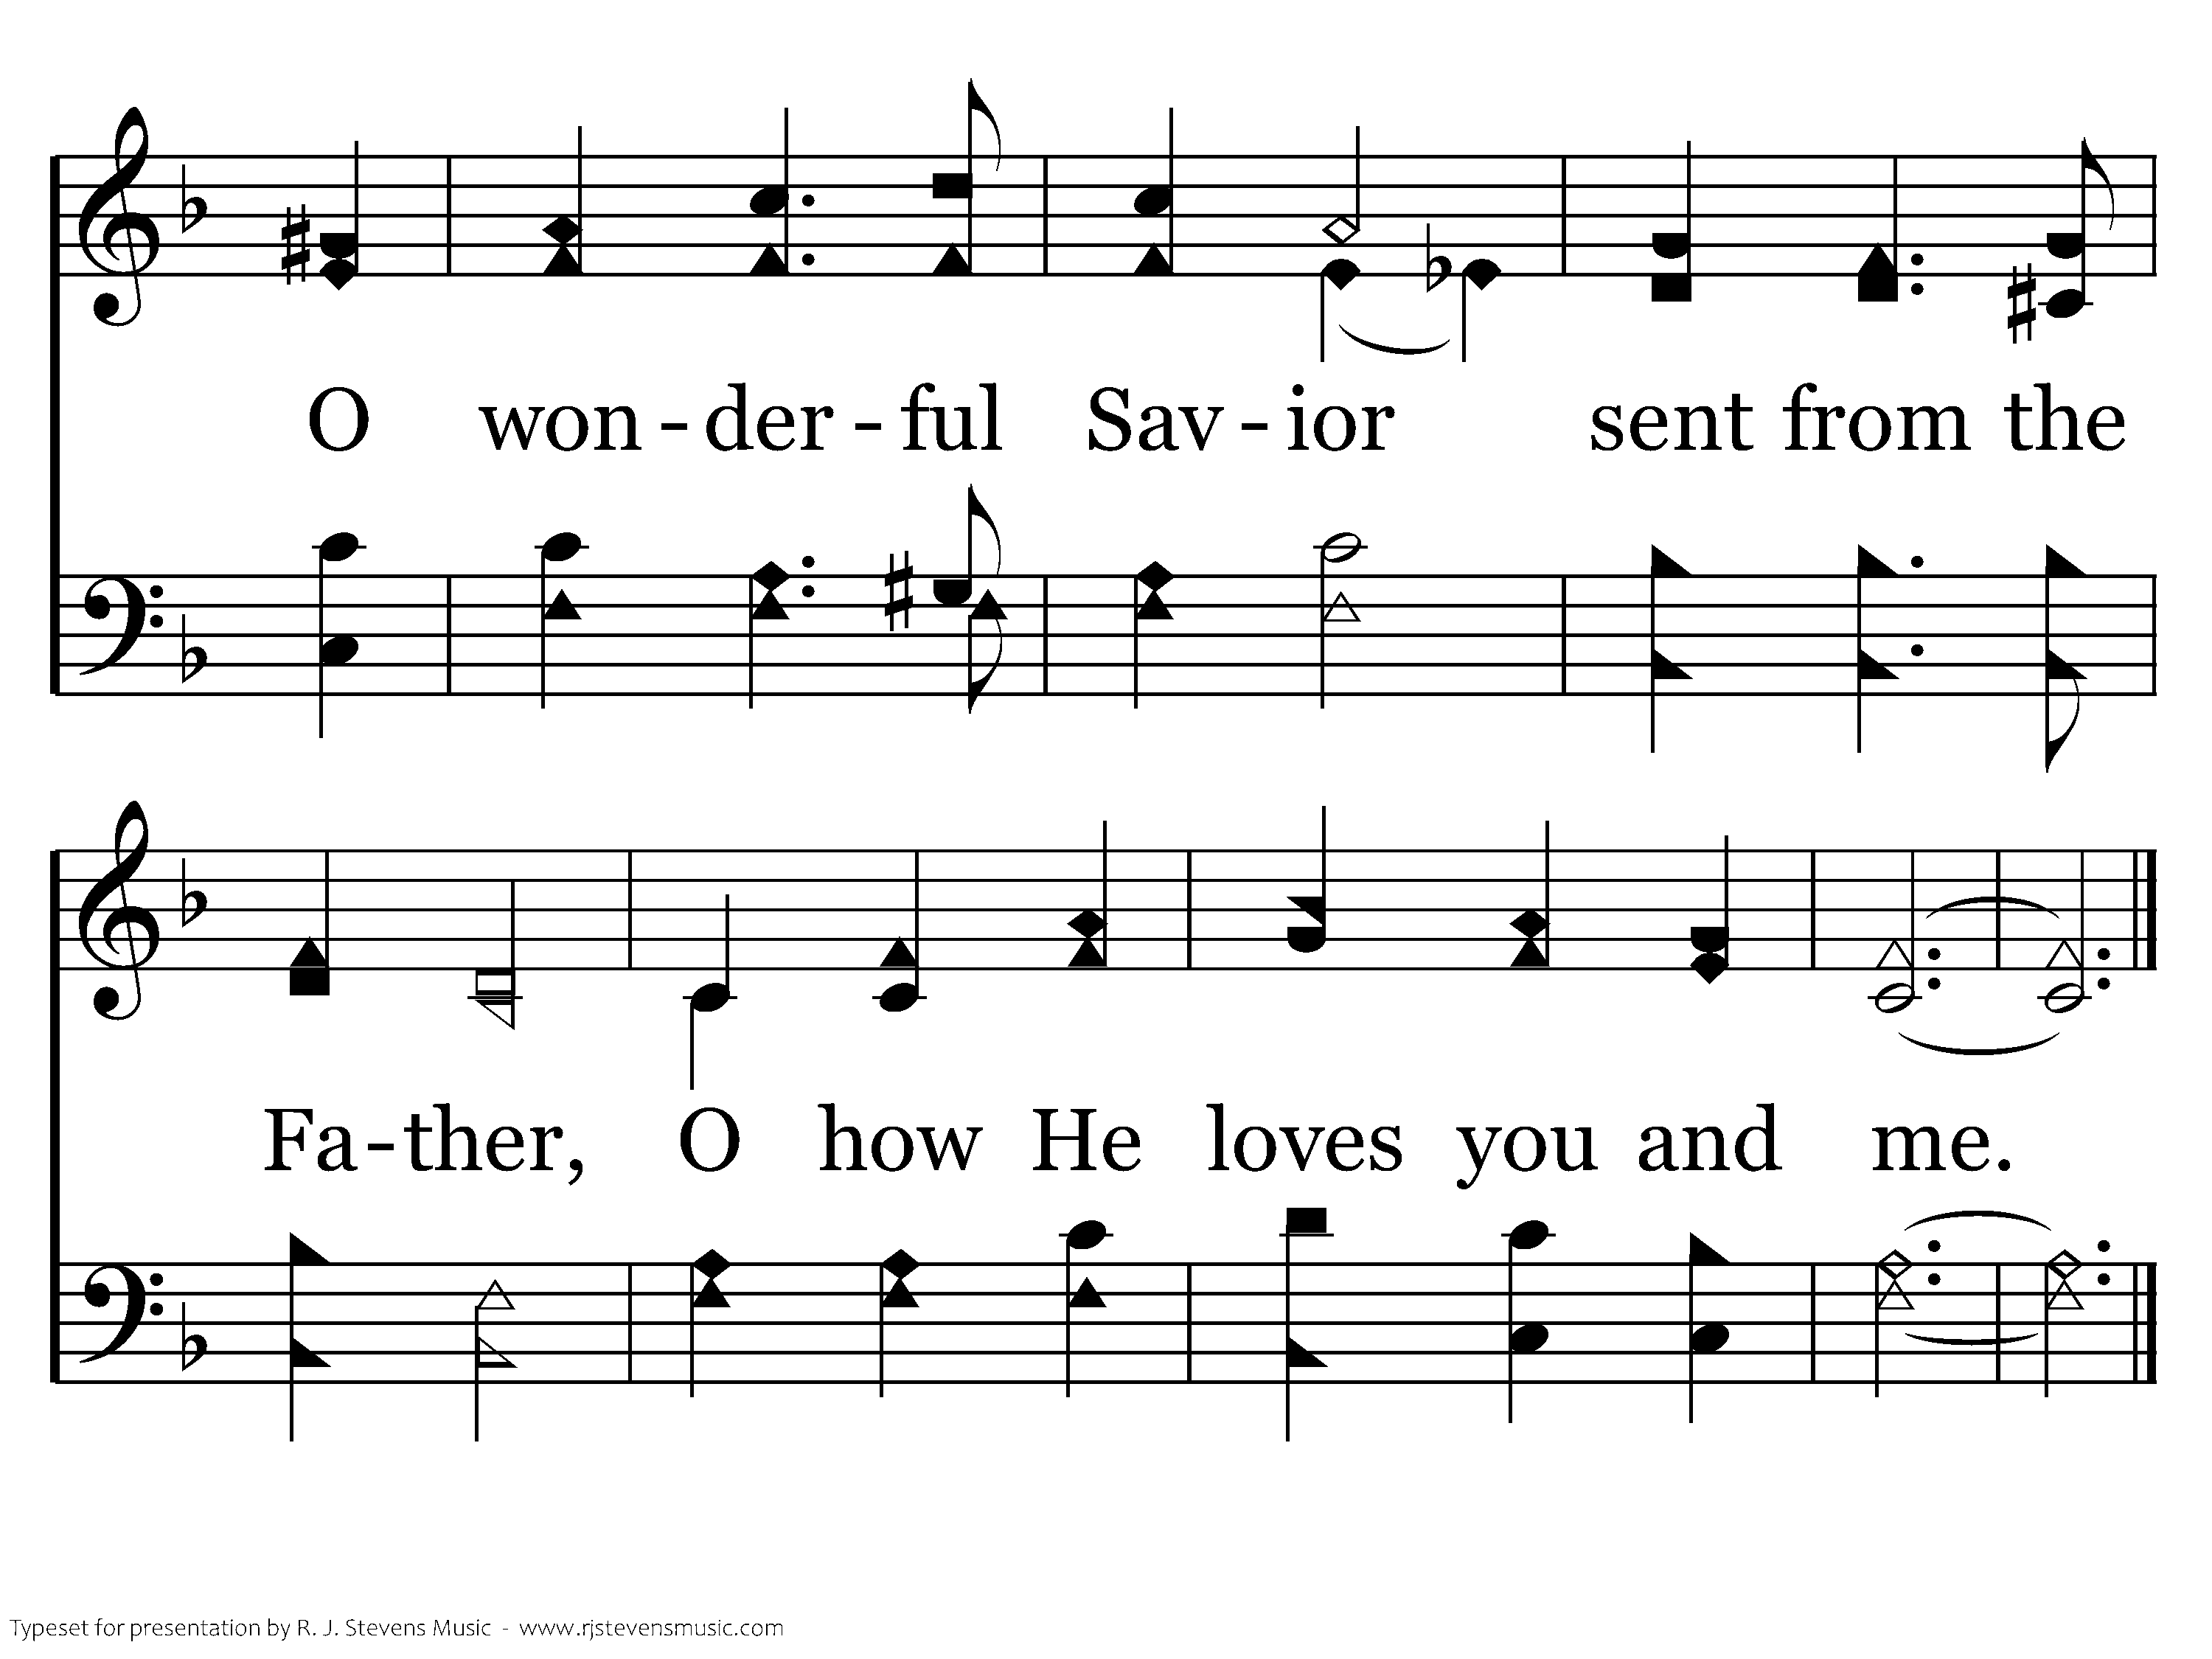 O won - der - ful Sav - ior sent from the
Fa - ther, O how He loves you and me.
Typeset for presentation by R. J. Stevens Music - www.rjstevensmusic.com